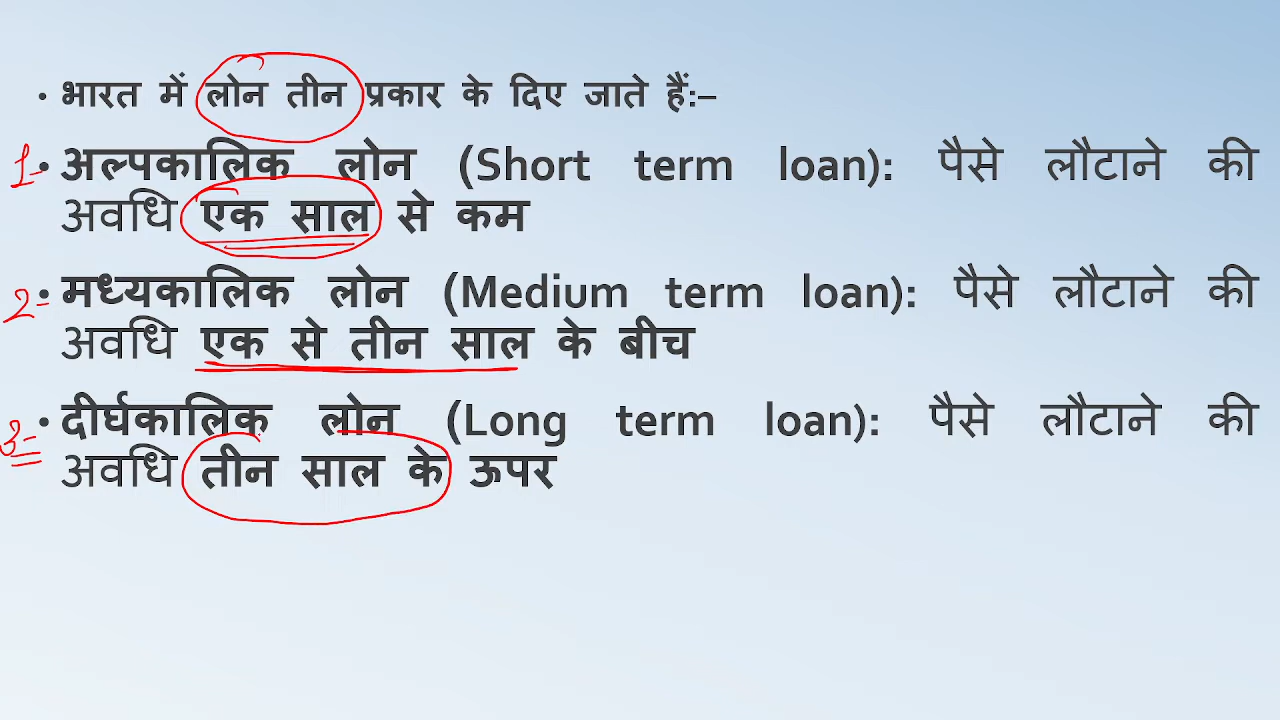 • भारत में लोन तीन प्रकार के दिए जाते हैं:–
1- • अल्पकालिक लोन (Short term loan): पैसे लौटाने की
अवधि एक साल से कम
2- • मध्यकालिक लोन (Medium term loan): पैसे लौटाने की
अवधि एक से तीन साल के बीच
3- • दीर्घकालिक लोन (Long term loan): पैसे लौटाने की
अवधि तीन साल के ऊपर